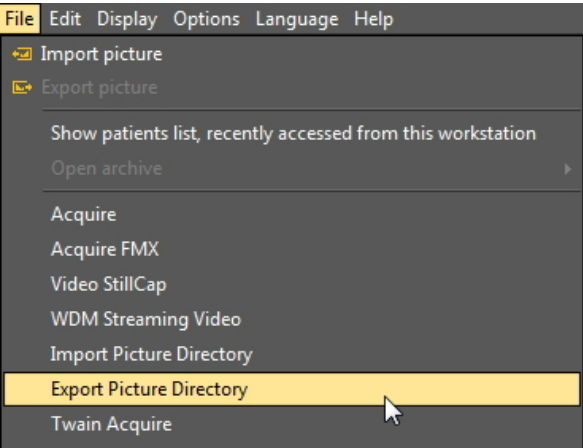 File Edit Display Options Language Help
Import picture
Export picture
Show patients list, recently accessed from this workstation
Open archive
Acquire
Acquire FMX
Video StillCap
WDM Streaming Video
Import Picture Directory
Export Picture Directory
Twain Acquire